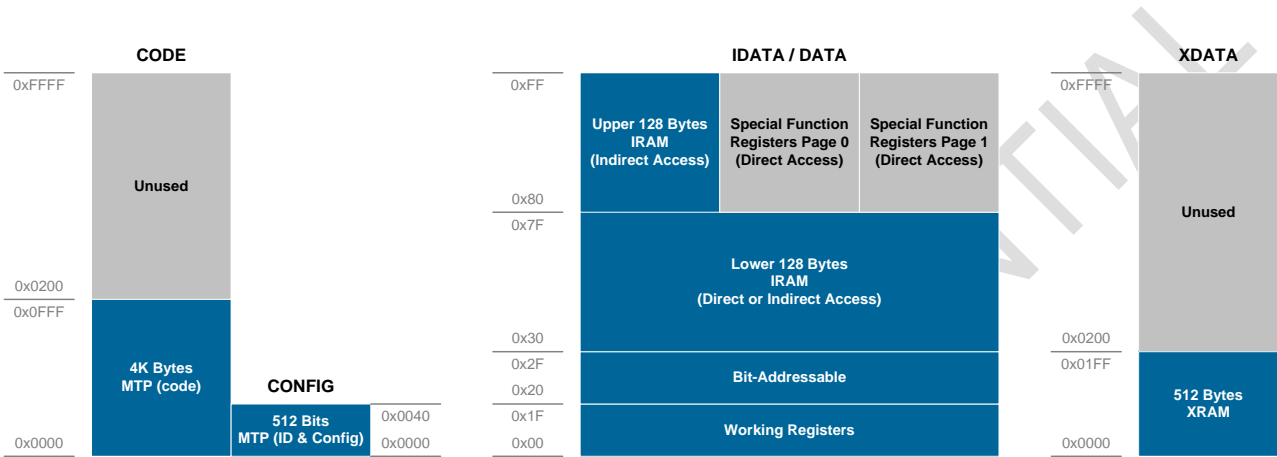 CODE
0xFFFF
Unused
0x0200
0x0FFF
4K Bytes
MTP (code)
0x0000
CONFIG
512 Bits
MTP (ID & Config)
0x0040
0x0000
IDATA / DATA
0xFF
Upper 128 Bytes
IRAM
(Indirect Access)
Special Function
Registers Page 0
(Direct Access)
Special Function
Registers Page 1
(Direct Access)
0x80
0x7F
Lower 128 Bytes
IRAM
(Direct or Indirect Access)
0x30
0x2F
Bit-Addressable
0x20
0x1F
Working Registers
0x00
XDATA
0xFFFF
Unused
0x0200
0x01FF
512 Bytes
XRAM
0x0000
NTIAL